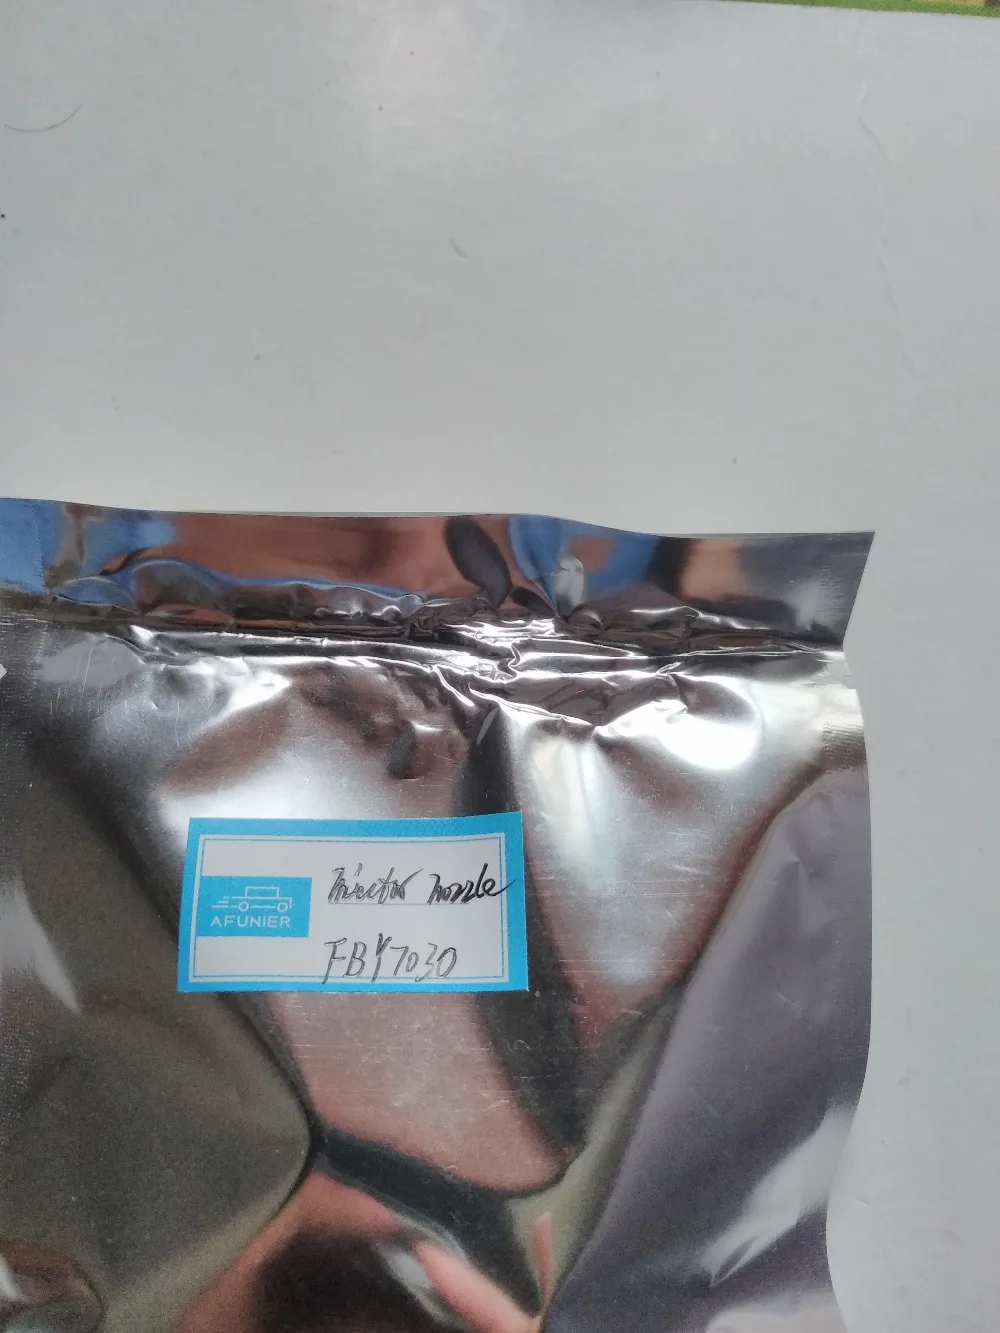 Injector nozzle
AFUNIER
FBY7030